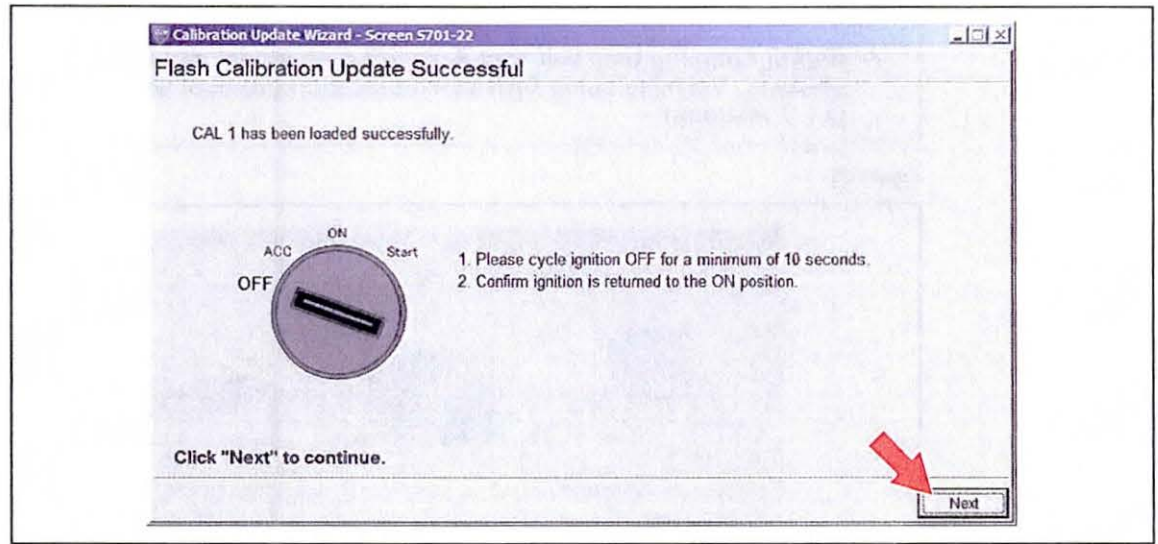 Calibration Update Wizard - Screen S701-22
Flash Calibration Update Successful
CAL 1 has been loaded successfully.
ON
ACC
Start
OFF
1. Please cycle ignition OFF for a minimum of 10 seconds.
2. Confirm ignition is returned to the ON position.
Click "Next" to continue.
Next